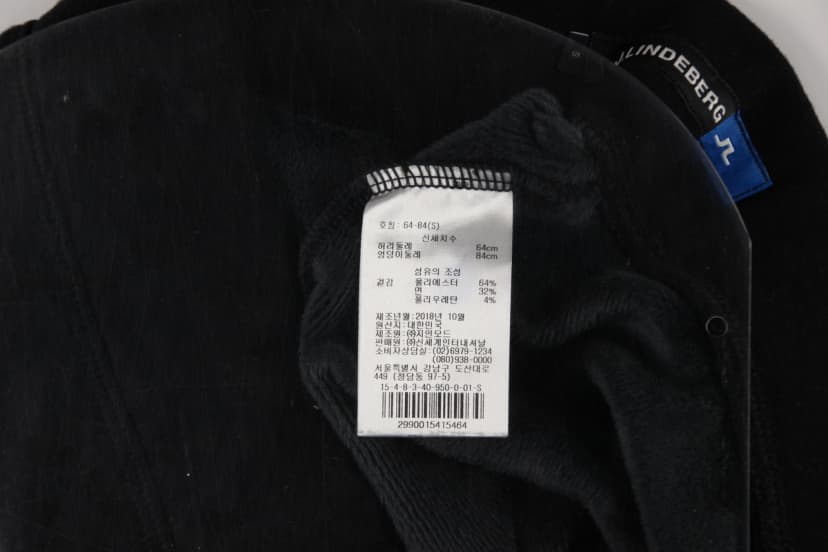 J.LINDEBERG
S
호칭 : 64-84(S)
신체치수
허리둘레 64cm
엉덩이둘레 84cm
섬유의 조성
겉감 폴리에스터 64%
면 32%
폴리우레탄 4%
제조년월 : 2018년 10월
원산지: 대한민국
제조원 : ㈜지인모드
판매원 : ㈜신세계인터내셔날
소비자상담실: (02)6979-1234
(080)938-0000
서울특별시 강남구 도산대로
449 (청담동 97-5)
15-4-8-3-40-950-0-01-S
2990015415464